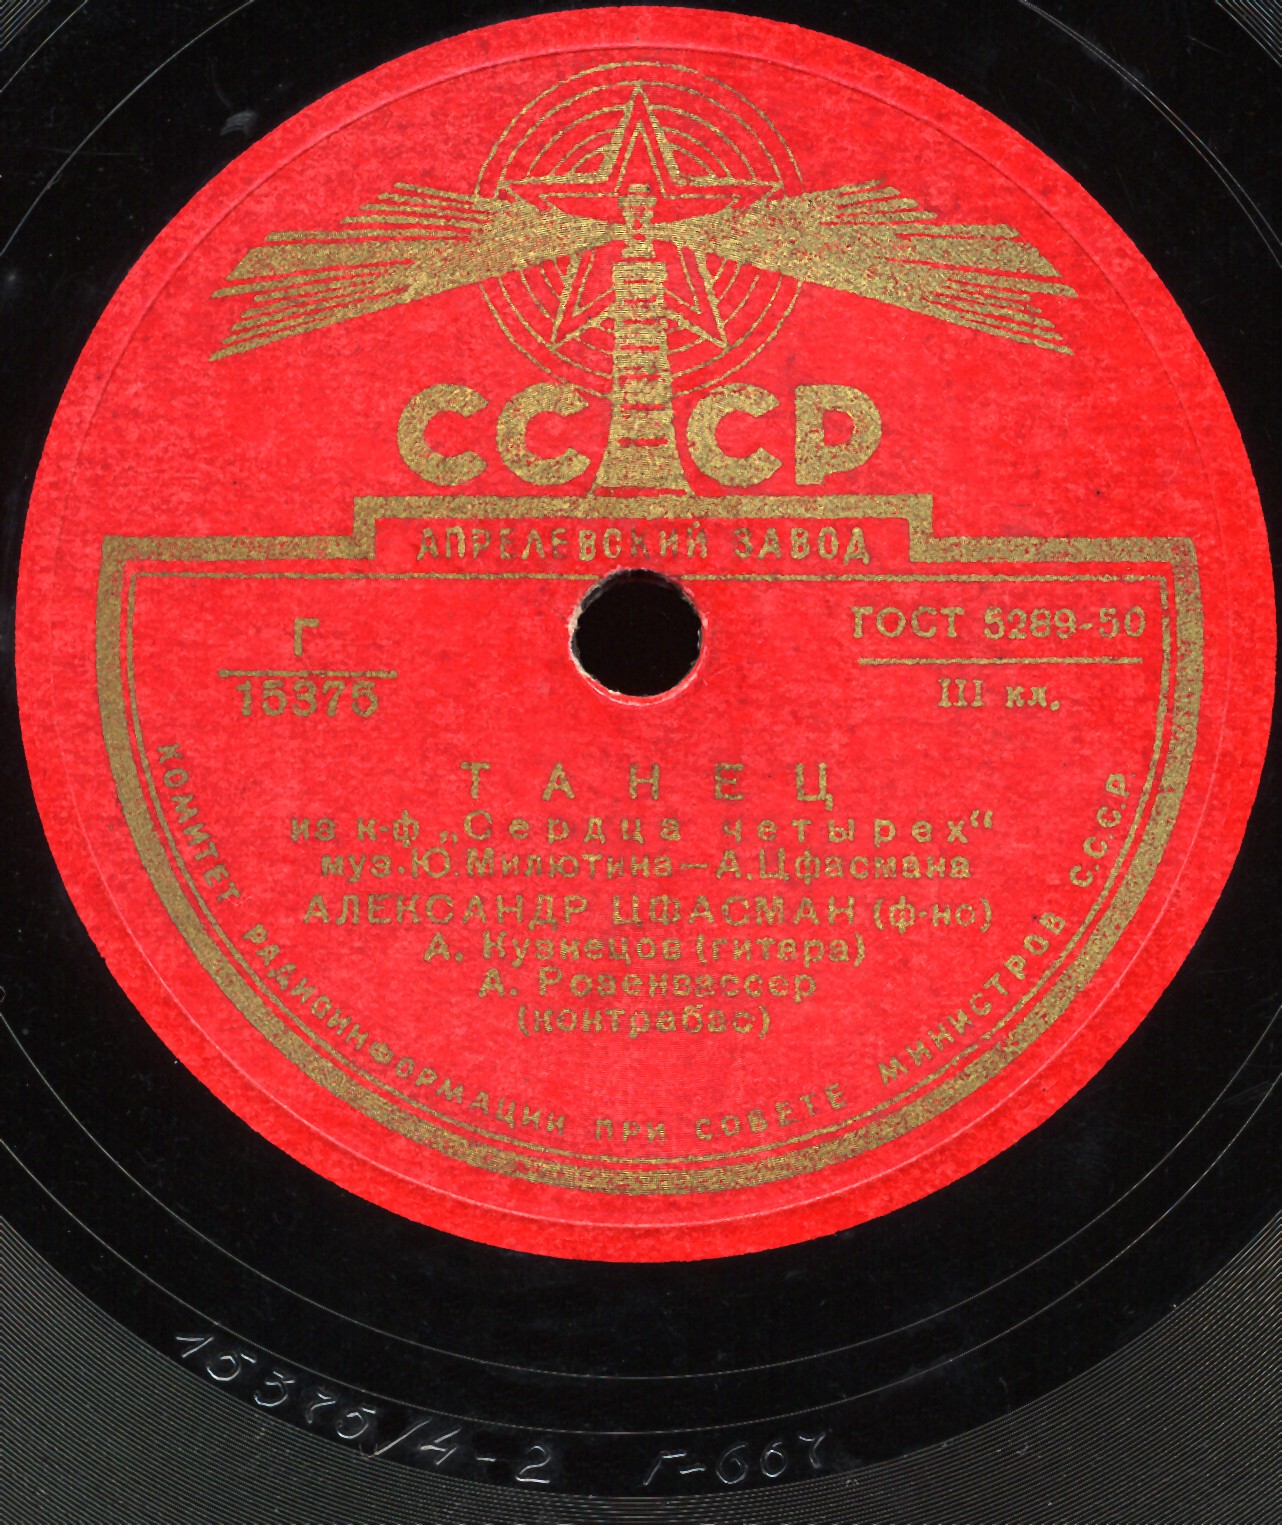 СССР
АПРЕЛЕВСКИЙ ЗАВОД
Г
15375
ГОСТ 5289-50
III кл.
ТАНЕЦ
из к-ф „Сердца четырех“
муз. Ю. Милютина — А. Цфасмана
АЛЕКСАНДР ЦФАСМАН (ф-но)
А. Кузнецов (гитара)
А. Розенвассер
(контрабас)
КОМИТЕТ РАДИОИНФОРМАЦИИ ПРИ СОВЕТЕ МИНИСТРОВ С.С.С.Р.
15375/4-2 Г-667